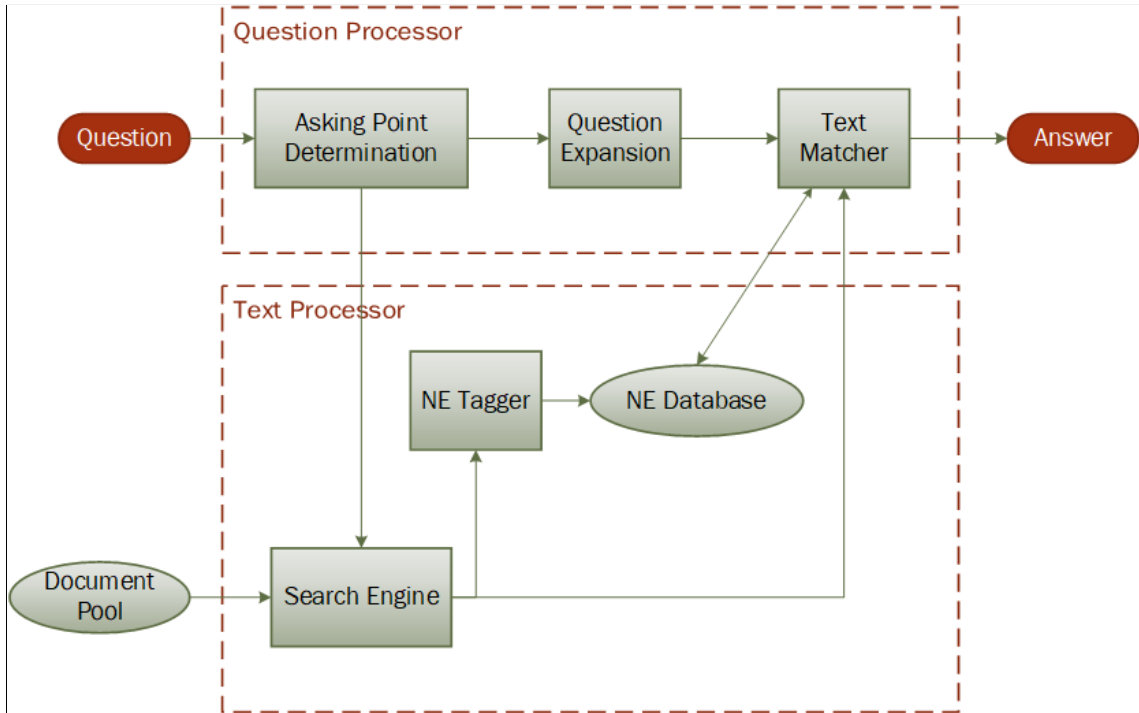 Question Processor
Question
Asking Point
Determination
Question
Expansion
Text
Matcher
Answer
Text Processor
NE Tagger
NE Database
Document
Pool
Search Engine